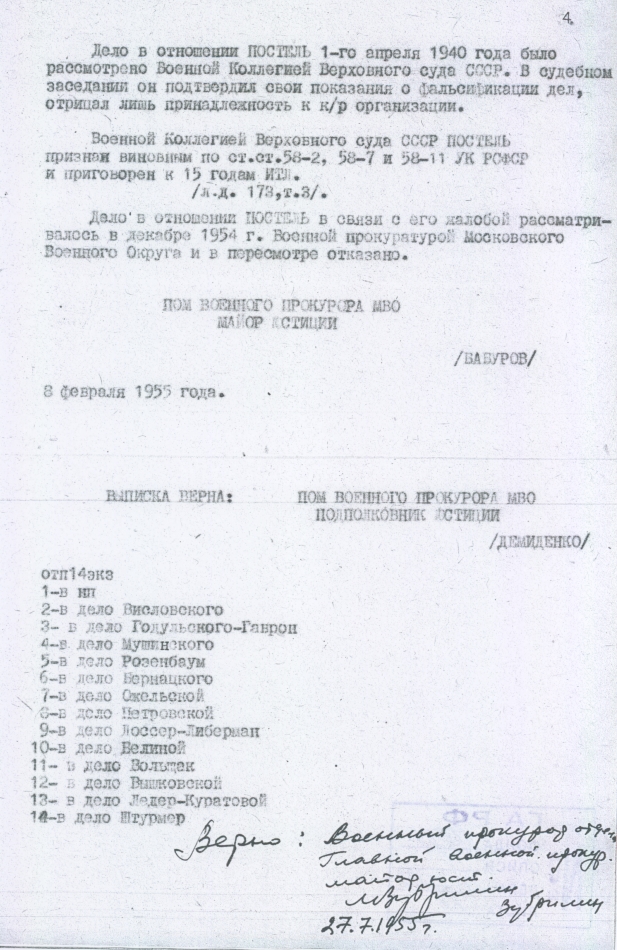 4.
Дело в отношении ПОСТЕЛЬ 1-го апреля 1940 года было
рассмотрено Военной Коллегией Верховного суда СССР. В судебном
заседании он подтвердил свои показания о фальсификации дел,
отрицал лишь принадлежность к к/р организации.
Военной Коллегией Верховного суда СССР ПОСТЕЛЬ
признан виновным по ст.ст.58-2, 58-7 и 58-11 УК РСФСР
и приговорен к 15 годам ИТЛ.
/л.д. 173,т.3/.
Дело в отношении ПОСТЕЛЬ в связи с его жалобой рассматри-
валось в декабре 1954 г. Военной прокуратурой Московского
Военного Округа и в пересмотре отказано.
ПОМ ВОЕННОГО ПРОКУРОРА МВО
МАЙОР ЮСТИЦИИ
/БАБУРОВ/
8 февраля 1955 года.
ВЫПИСКА ВЕРНА: ПОМ ВОЕННОГО ПРОКУРОРА МВО
ПОДПОЛКОВНИК ЮСТИЦИИ
/ДЕМИДЕНКО/
отп14экз
1-в нп
2-в дело Висловского
3- в дело Годульского-Гаврон
4-в дело Мушинского
5-в дело Розенбаум
6-в дело Вернацкого
7-в дело Ожельской
8-в дело Петровской
9-в дело Лоссер-Либерман
10-в дело Белиной
11- в дело Вольщек
12- в дело Вышковской
13- в дело Ледер-Куратовой
14-в дело Штурмер
Верно: Военный прокурор отдела
Главной военной прокур.
майор юст.
Зубрилин
27.7.1955г.